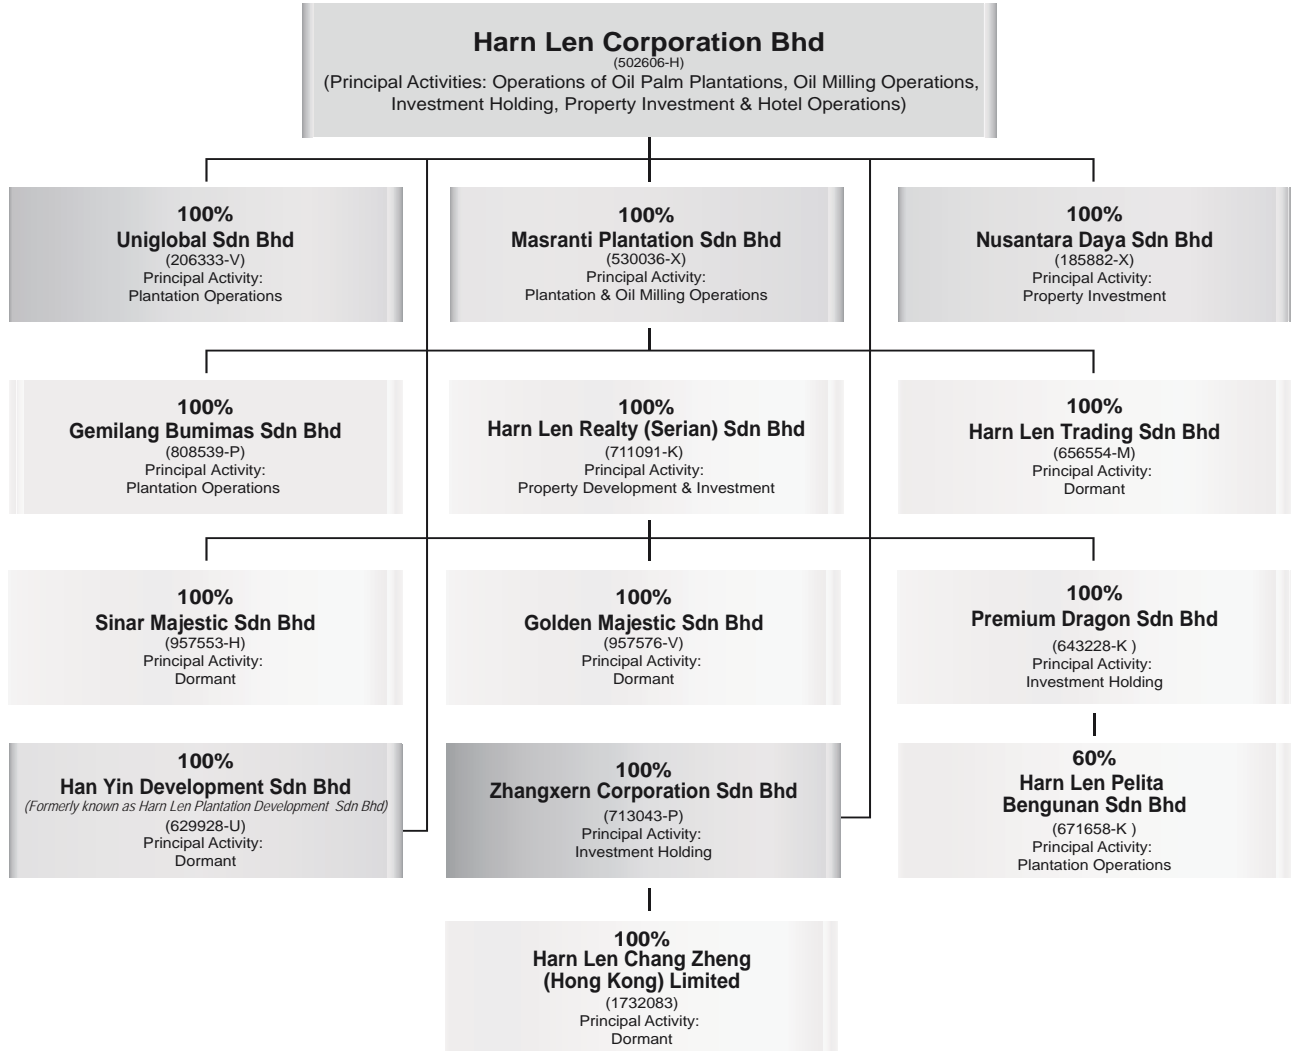 Harn Len Corporation Bhd
(502606-H)
(Principal Activities: Operations of Oil Palm Plantations, Oil Milling Operations,
Investment Holding, Property Investment & Hotel Operations)
100%
Uniglobal Sdn Bhd
(206333-V)
Principal Activity:
Plantation Operations
100%
Masranti Plantation Sdn Bhd
(530036-X)
Principal Activity:
Plantation & Oil Milling Operations
100%
Nusantara Daya Sdn Bhd
(185882-X)
Principal Activity:
Property Investment
100%
Gemilang Bumimas Sdn Bhd
(808539-P)
Principal Activity:
Plantation Operations
100%
Harn Len Realty (Serian) Sdn Bhd
(711091-K)
Principal Activity:
Property Development & Investment
100%
Harn Len Trading Sdn Bhd
(656554-M)
Principal Activity:
Dormant
100%
Sinar Majestic Sdn Bhd
(957553-H)
Principal Activity:
Dormant
100%
Golden Majestic Sdn Bhd
(957576-V)
Principal Activity:
Dormant
100%
Premium Dragon Sdn Bhd
(643228-K )
Principal Activity:
Investment Holding
100%
Han Yin Development Sdn Bhd
(Formerly known as Harn Len Plantation Development Sdn Bhd)
(629928-U)
Principal Activity:
Dormant
100%
Zhangxern Corporation Sdn Bhd
(713043-P)
Principal Activity:
Investment Holding
60%
Harn Len Pelita
Bengunan Sdn Bhd
(671658-K )
Principal Activity:
Plantation Operations
100%
Harn Len Chang Zheng
(Hong Kong) Limited
(1732083)
Principal Activity:
Dormant